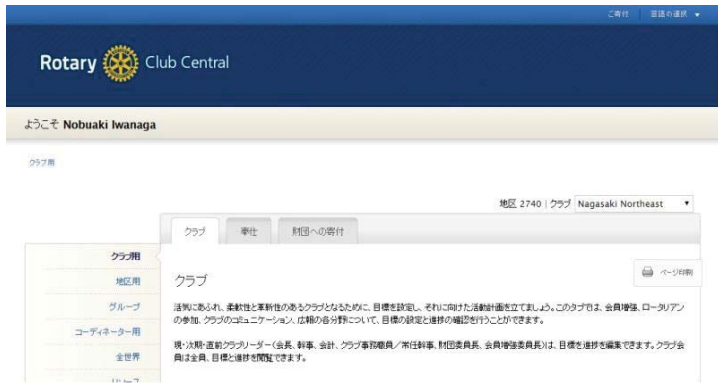 ご寄付 言語の選択
Rotary Club Central
ようこそ Nobuaki Iwanaga
クラブ用
地区 2740 | クラブ Nagasaki Northeast
クラブ 奉仕 財団への寄付
クラブ用
地区用
グループ
コーディネーター用
全世界
クラブ
ページ印刷
活気にあふれ、柔軟性と革新性のあるクラブとなるために、目標を設定し、それに向けた活動計画を立てましょう。このタブでは、会員増強、ロータリアン
の参加、クラブのコミュニケーション、広報の各分野について、目標の設定と進捗の確認を行うことができます。
現・次期・直前クラブリーダー(会長、幹事、会計、クラブ事務職員/常任幹事、財団委員長、会員増強委員長)は、目標と進捗を編集できます。クラブ会
員は全員、目標と進捗を閲覧できます。